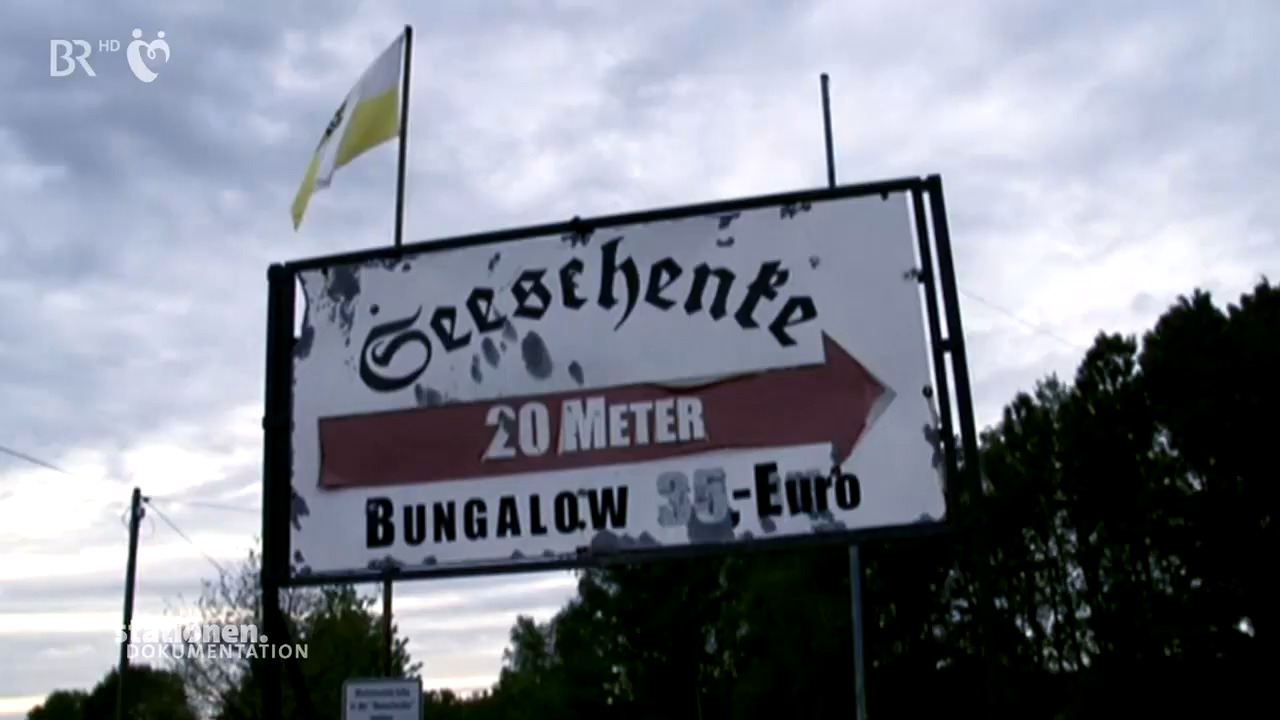 BR HD
Seeschenke
20 METER
BUNGALOW 35,-Euro
stationen.
DOKUMENTATION